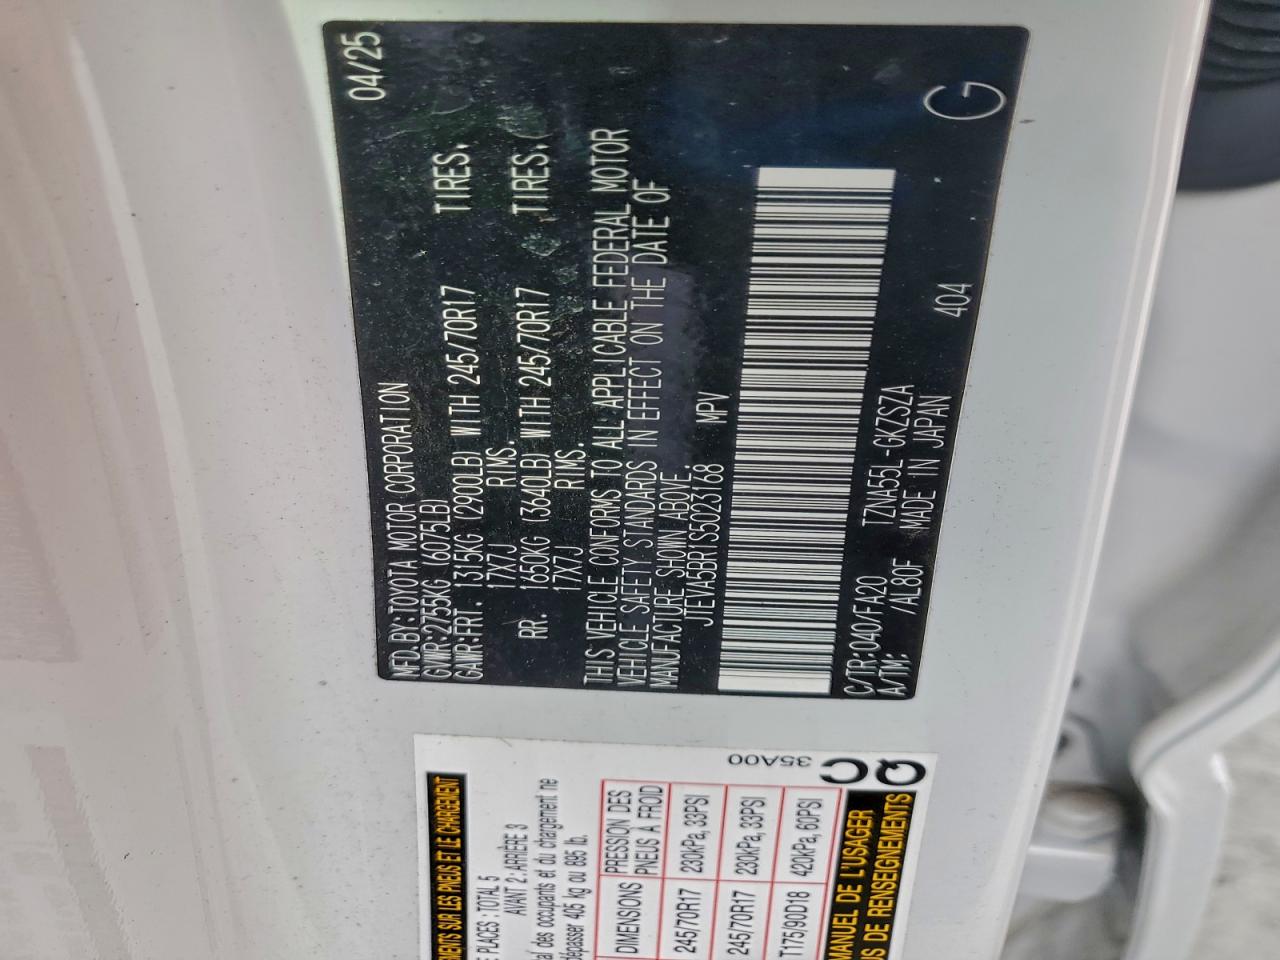 MFD.BY:TOYOTA MOTOR CORPORATION 04/25
GVWR:2755KG (6075LB)
GAWR:FRT. 1315KG (2900LB) WITH 245/70R17 TIRES,
17X7J RIMS.
RR. 1650KG (3640LB) WITH 245/70R17 TIRES,
17X7J RIMS.
THIS VEHICLE CONFORMS TO ALL APPLICABLE FEDERAL MOTOR
VEHICLE SAFETY STANDARDS IN EFFECT ON THE DATE OF
MANUFACTURE SHOWN ABOVE.
JTEVA5BR1S5023168 MPV
C/TR:040/FA20 TZNA55L-GKZSZA
A/TM: /AL80F MADE IN JAPAN 404
G
PNEUS ET LE CHARGEMENT
PLACES : TOTAL 5
AVANT 2 : ARRIÈRE 3
des occupants et du chargement ne
dépasser 405 kg ou 895 lb.
DIMENSIONS PRESSION DES PNEUS À FROID
245/70R17 230kPa, 33PSI
245/70R17 230kPa, 33PSI
T175/90D18 420kPa, 60PSI
MANUEL DE L'USAGER
DE RENSEIGNEMENTS
35A00
QC